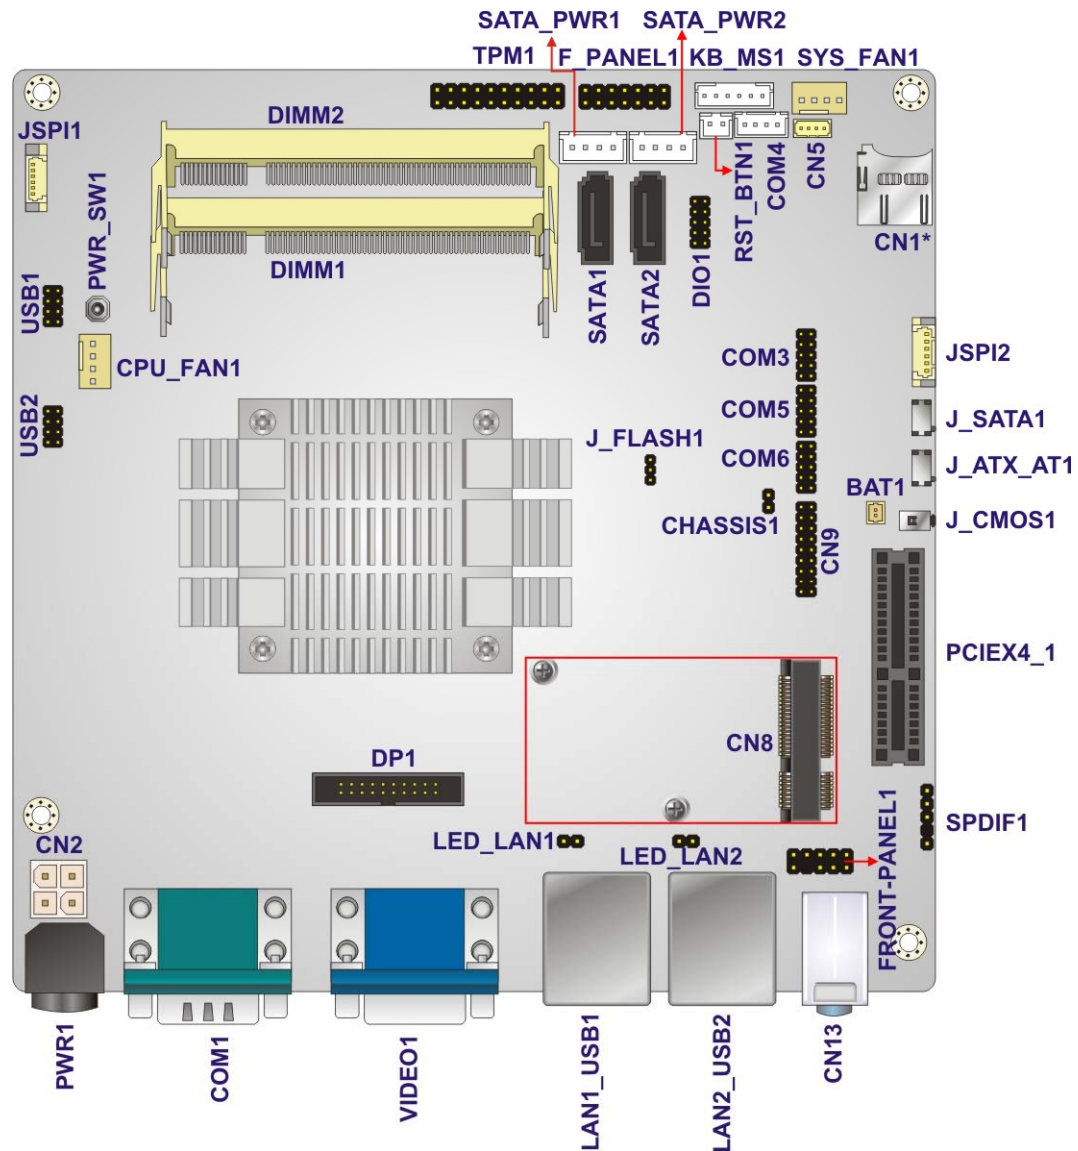 SATA_PWR1
SATA_PWR2
TPM1
F_PANEL1
KB_MS1
SYS_FAN1
JSPI1
DIMM2
PWR_SW1
RST_BTN1
COM4
CN5
CN1*
DIMM1
USB1
SATA1
SATA2
DIO1
CPU_FAN1
COM3
JSPI2
USB2
COM5
J_SATA1
J_FLASH1
COM6
J_ATX_AT1
BAT1
CHASSIS1
CN9
J_CMOS1
PCIEX4_1
CN8
DP1
SPDIF1
CN2
LED_LAN1
LED_LAN2
FRONT-PANEL1
PWR1
COM1
VIDEO1
LAN1_USB1
LAN2_USB2
CN13